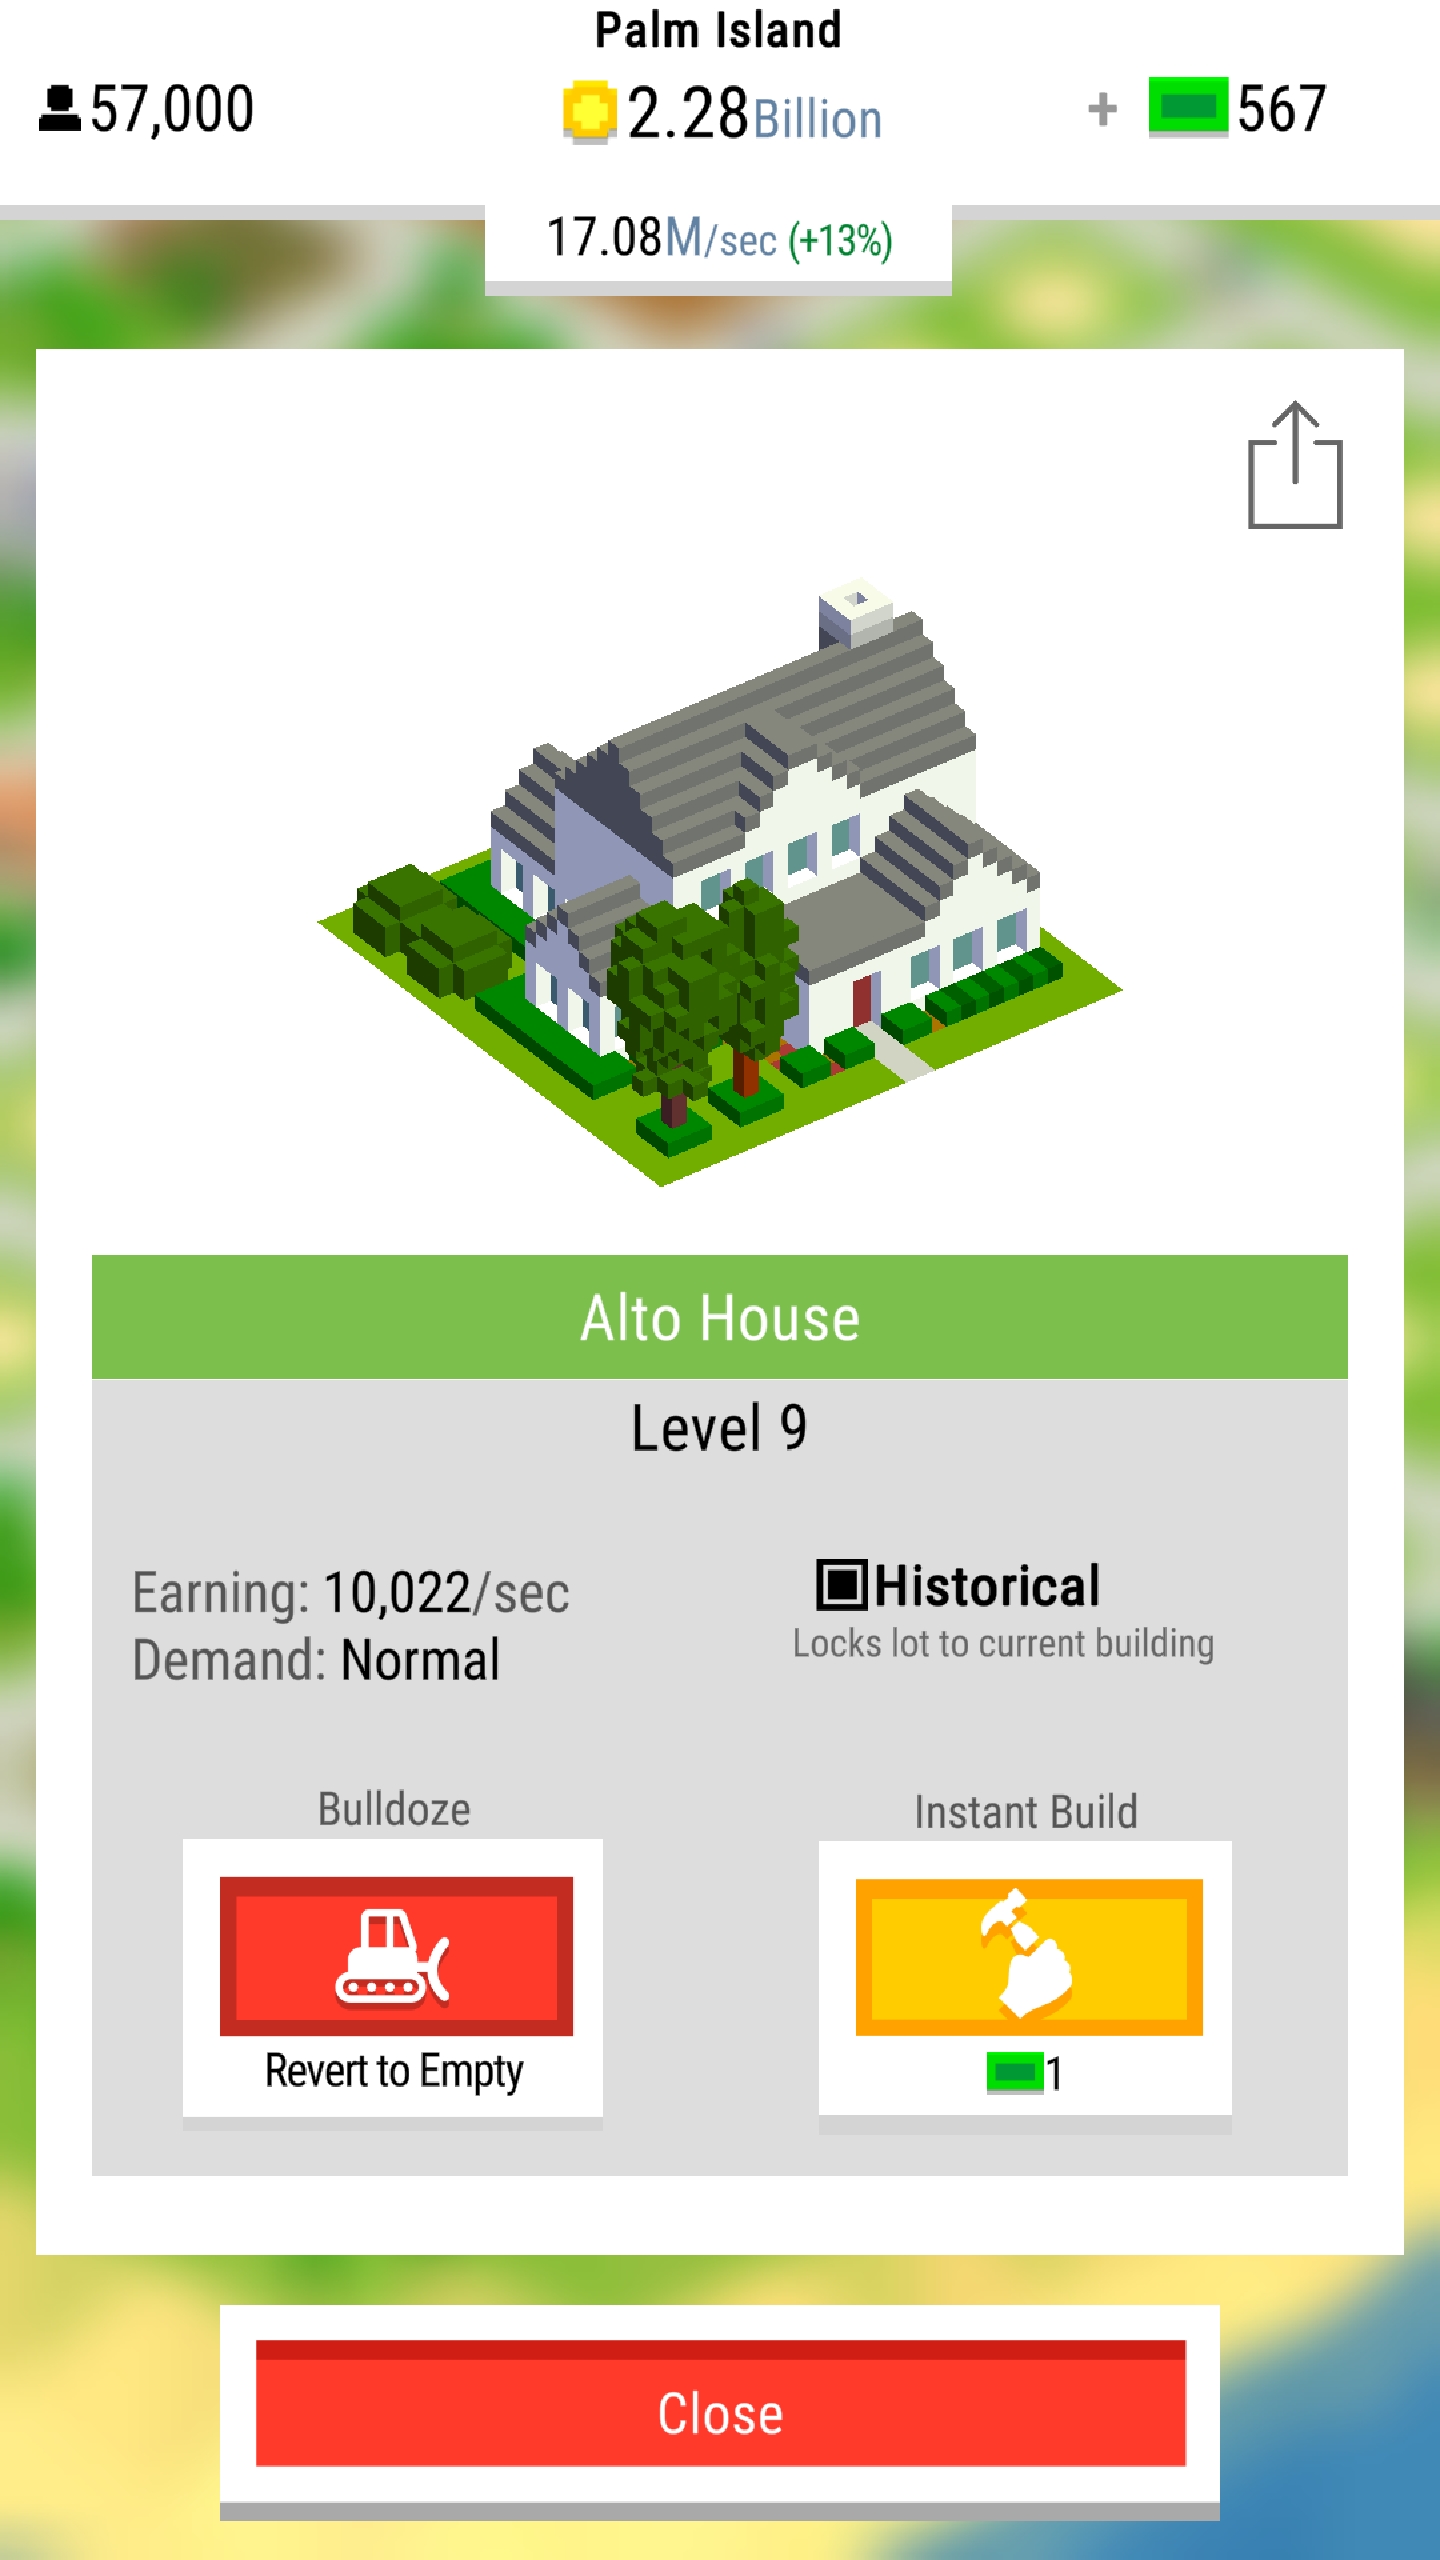 Palm Island
57,000
2.28Billion
+ 567
17.08M/sec (+13%)
Alto House
Level 9
Earning: 10,022/sec
Demand: Normal
Historical
Locks lot to current building
Bulldoze
Revert to Empty
Instant Build
1
Close